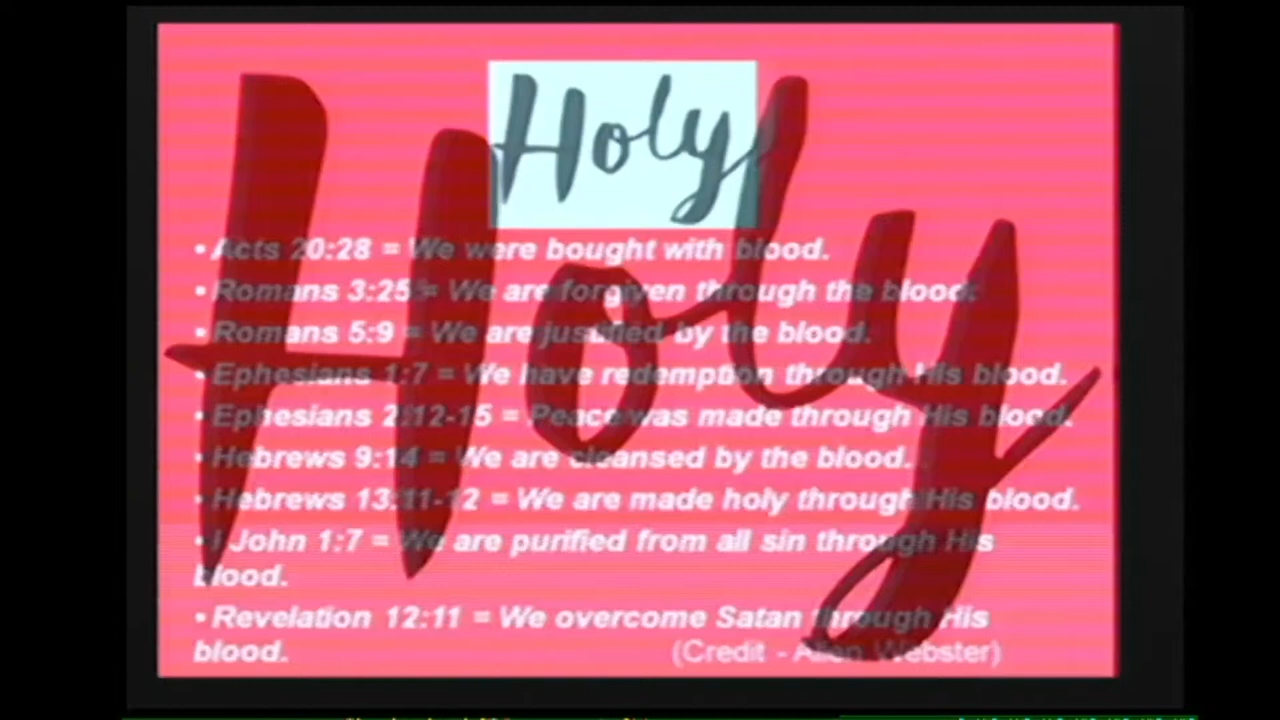 Holy
Holy
• Acts 20:28 = We were bought with blood.
• Romans 3:25 = We are forgiven through the blood.
• Romans 5:9 = We are justified by the blood.
• Ephesians 1:7 = We have redemption through His blood.
• Ephesians 2:12-15 = Peace was made through His blood.
• Hebrews 9:14 = We are cleansed by the blood.
• Hebrews 13:11-12 = We are made holy through His blood.
• I John 1:7 = We are purified from all sin through His
blood.
• Revelation 12:11 = We overcome Satan through His
blood.
(Credit - Allen Webster)